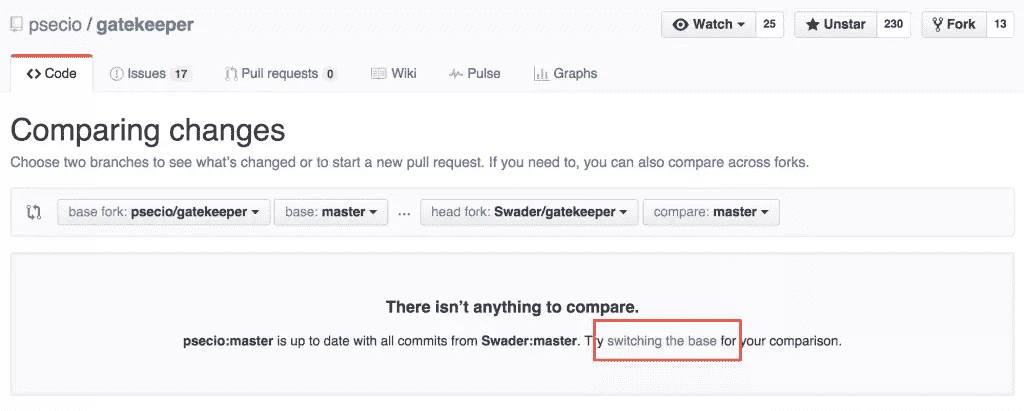 psecio / gatekeeper Watch 25 Unstar 230 Fork 13
Code Issues 17 Pull requests 0 Wiki Pulse Graphs
Comparing changes
Choose two branches to see what's changed or to start a new pull request. If you need to, you can also compare across forks.
base fork: psecio/gatekeeper base: master ... head fork: Swader/gatekeeper compare: master
There isn't anything to compare.
psecio:master is up to date with all commits from Swader:master. Try switching the base for your comparison.